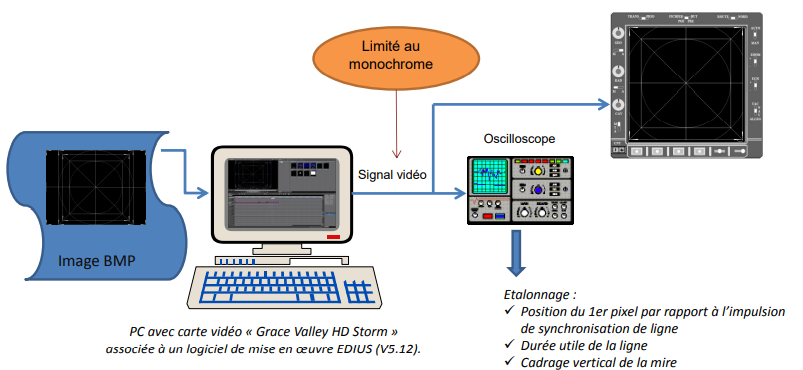 Limité au
monochrome
Oscilloscope
Signal vidéo
Image BMP
PC avec carte vidéo « Grace Valley HD Storm »
associée à un logiciel de mise en œuvre EDIUS (V5.12).
Etalonnage :
✓ Position du 1er pixel par rapport à l’impulsion
de synchronisation de ligne
✓ Durée utile de la ligne
✓ Cadrage vertical de la mire